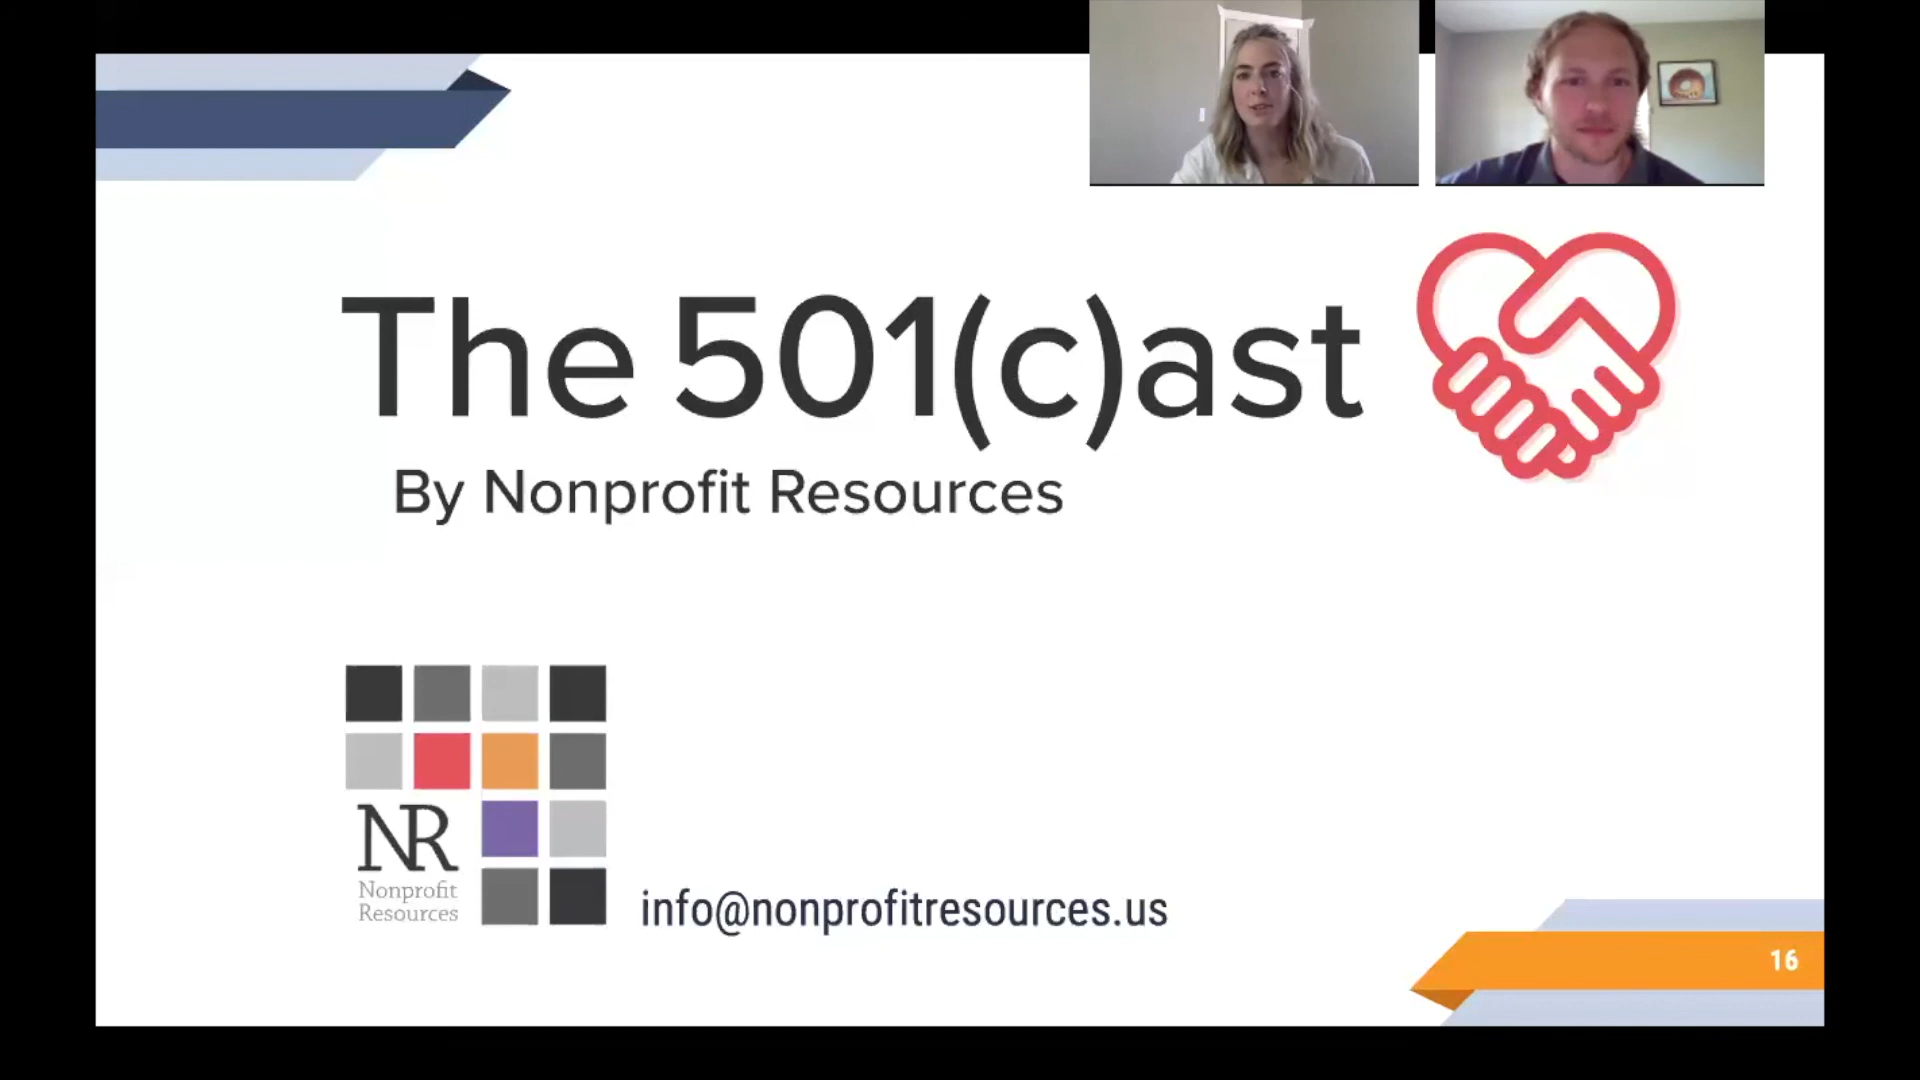 The 501(c)ast
By Nonprofit Resources
NR
Nonprofit
Resources
info@nonprofitresources.us
16